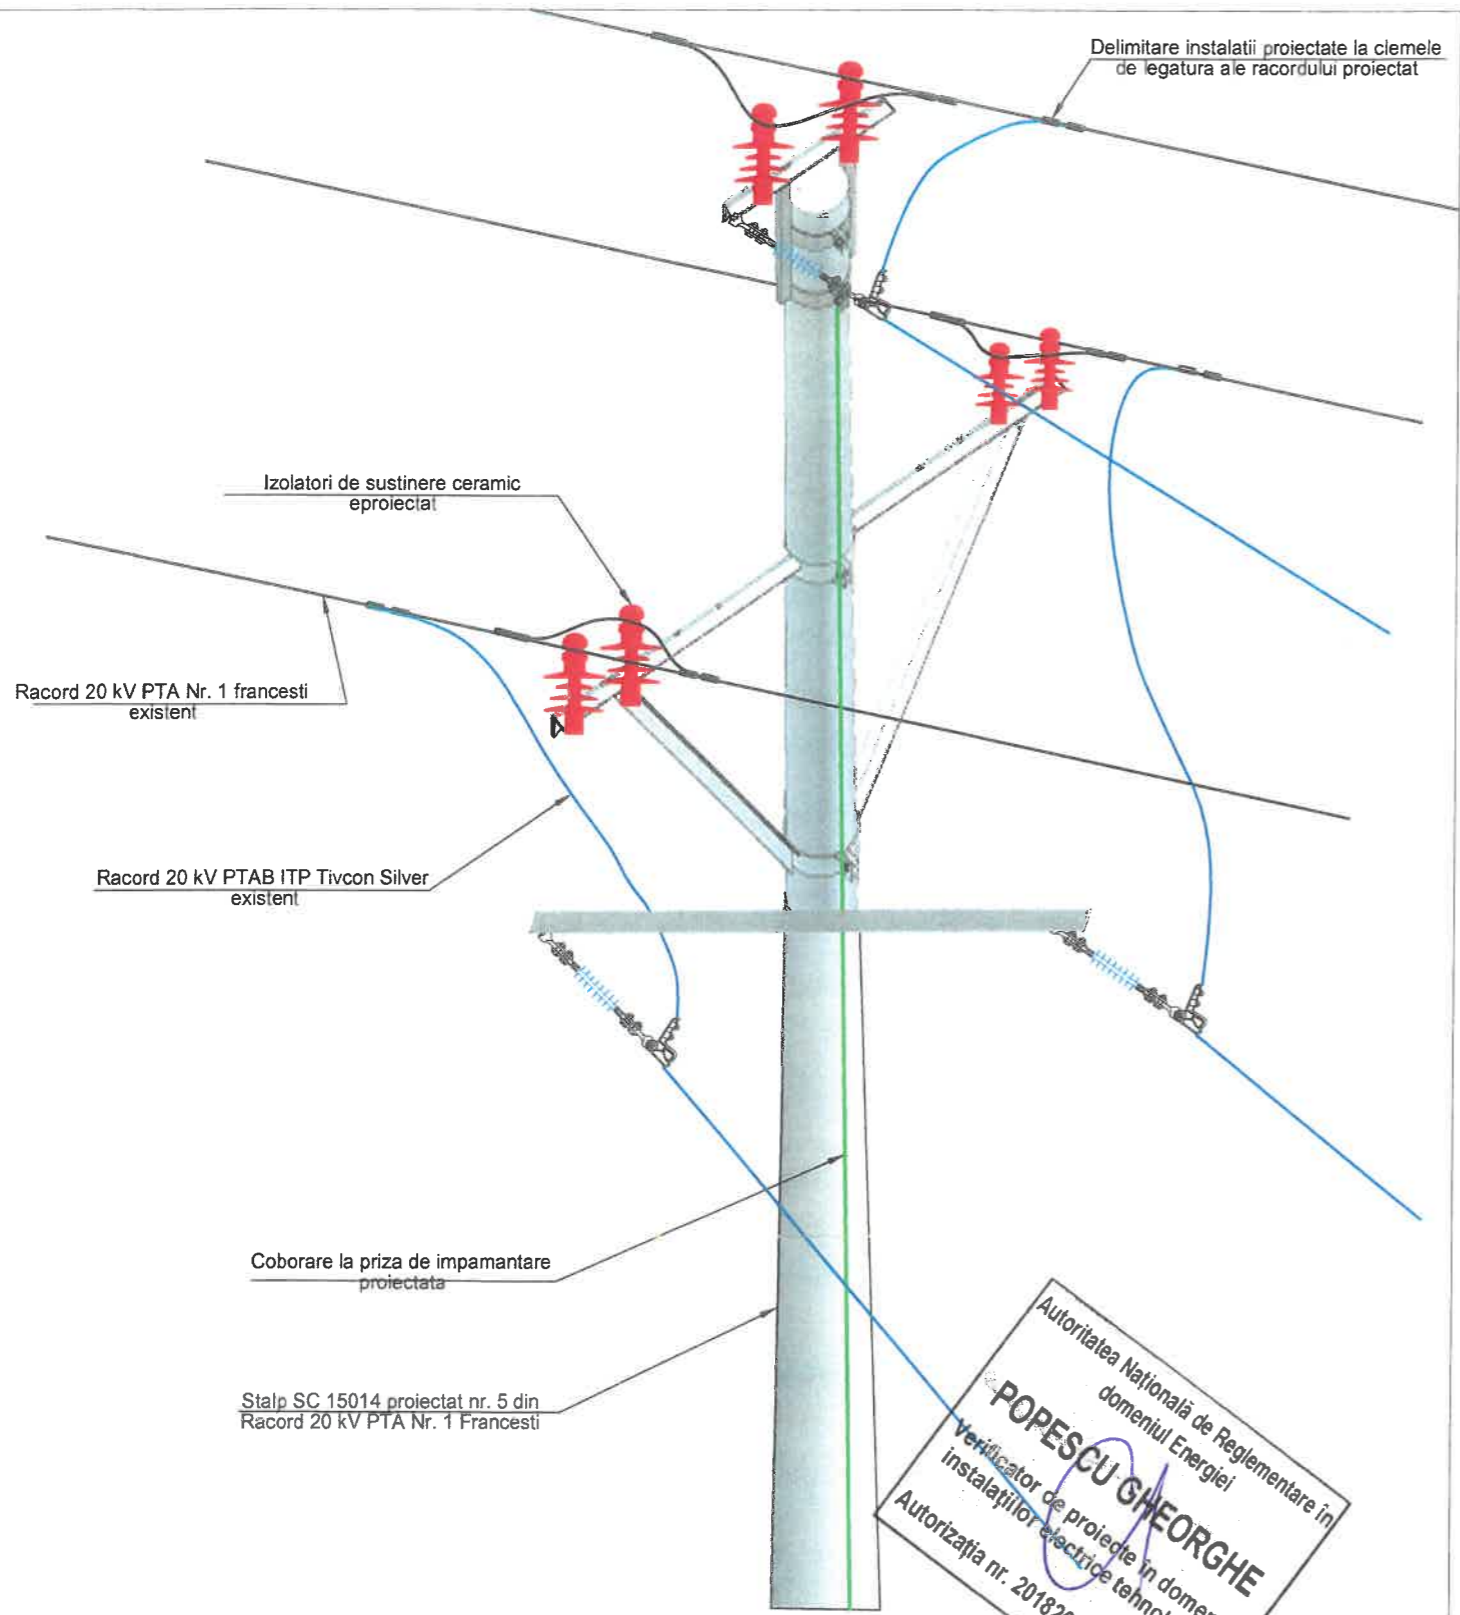 Delimitare instalatii proiectate la clemele
de legatura ale racordului proiectat
Izolatori de sustinere ceramic
eproiectat
Racord 20 kV PTA Nr. 1 francesti
existent
Racord 20 kV PTAB ITP Tivcon Silver
existent
Coborare la priza de impamantare
proiectata
Stalp SC 15014 proiectat nr. 5 din
Racord 20 kV PTA Nr. 1 Francesti
Autoritatea Națională de Reglementare în
domeniul Energiei
POPESCU GHEORGHE
Verificator de proiecte în
instalațiilor electrice
Autorizația nr.